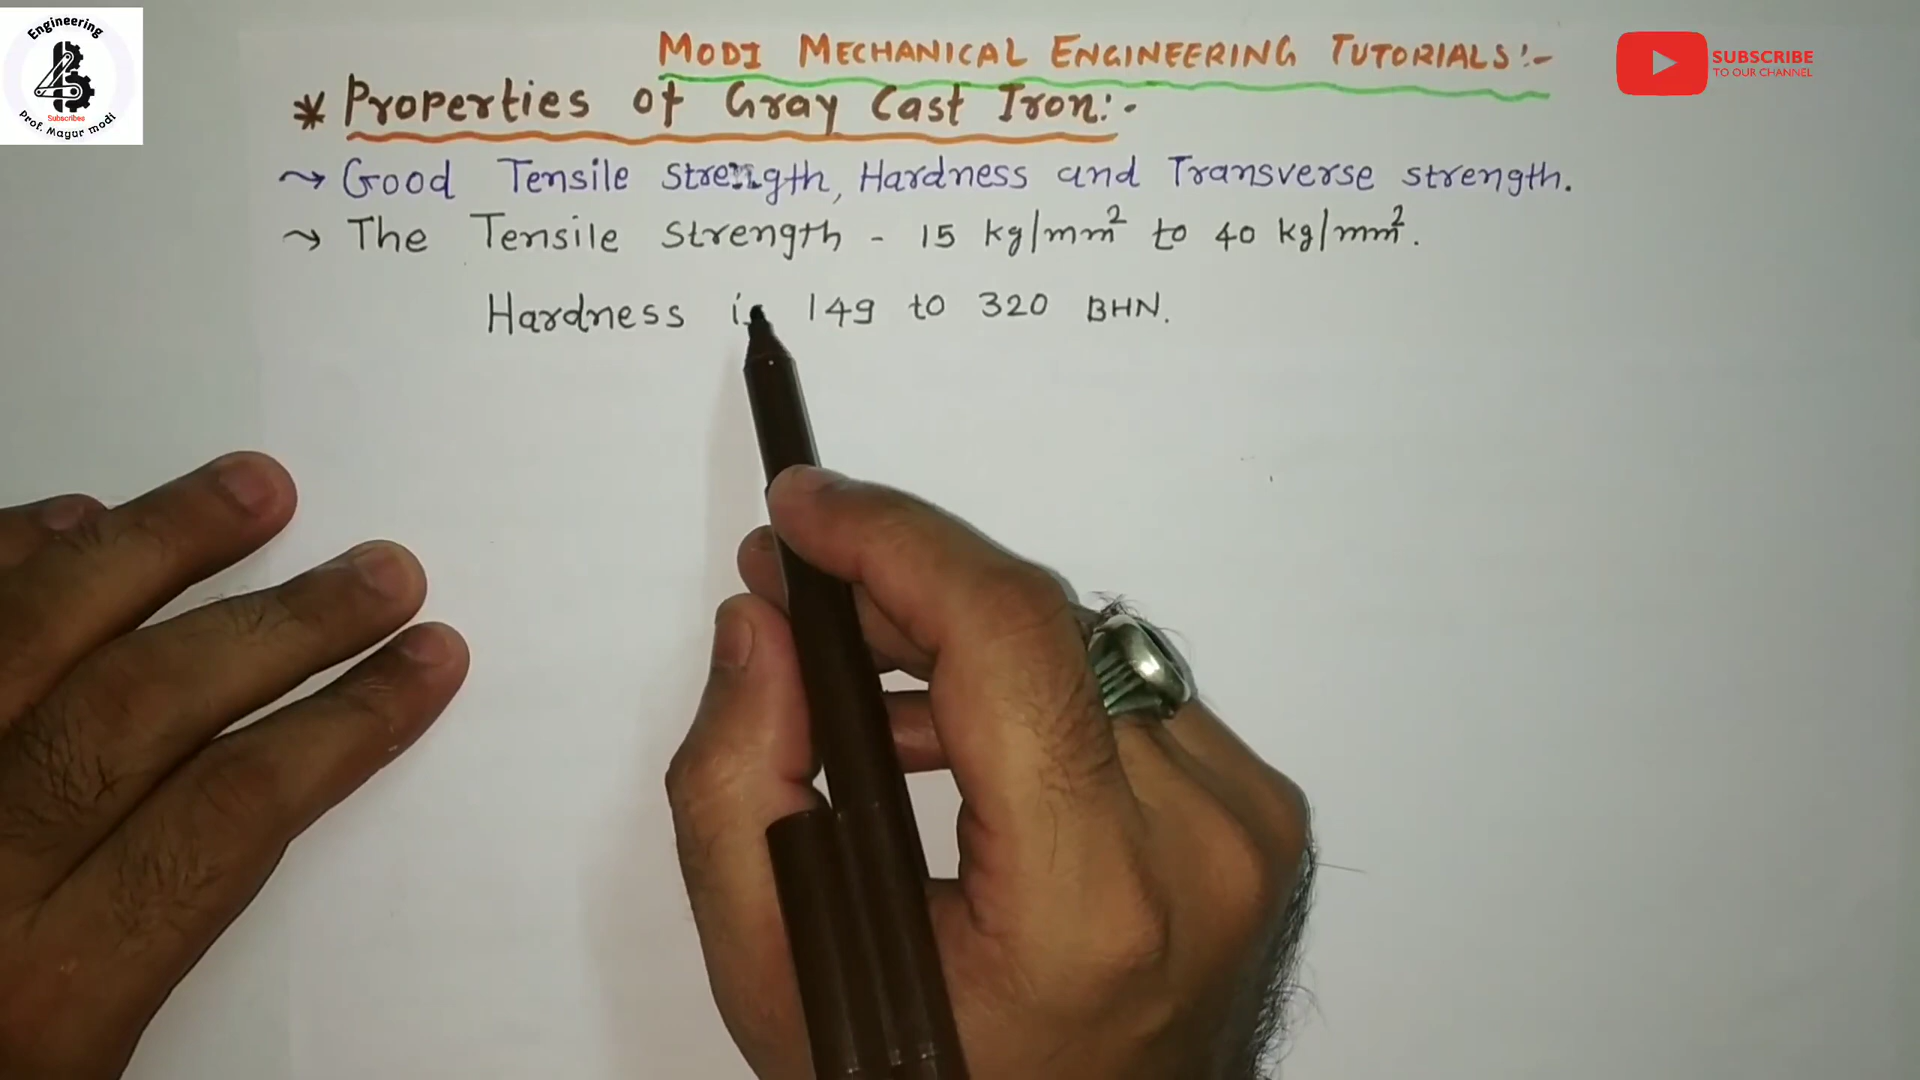 Engineering
Subscribes
Prof. Mayur modi
MODI MECHANICAL ENGINEERING TUTORIALS:-
SUBSCRIBE
TO OUR CHANNEL
* Properties of Gray Cast Iron:-
→ Good Tensile strength, Hardness and Transverse strength.
→ The Tensile Strength - 15 kg/mm² to 40 kg/mm².
Hardness is 149 to 320 BHN.